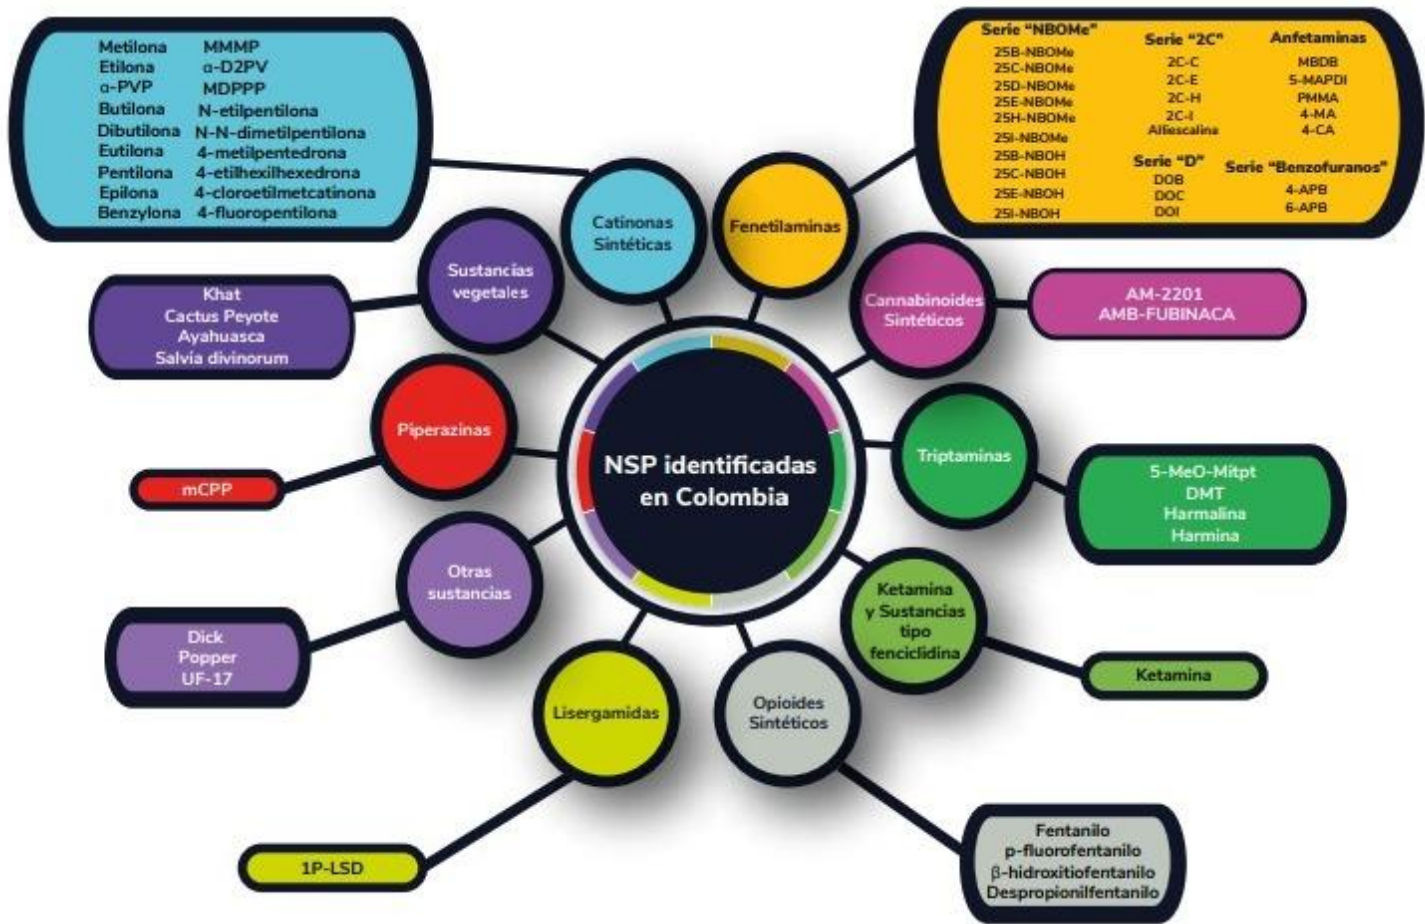 NSP identificadas
en Colombia
Catinonas
Sintéticas
Metilona MMMP
Etilona α-D2PV
α-PVP MDPPP
Butilona N-etilpentilona
Dibutilona N-N-dimetilpentilona
Eutilona 4-metilpentedrona
Pentilona 4-etilhexilhexedrona
Epilona 4-cloroetilmetcatinona
Benzylona 4-fluoropentilona
Fenetilaminas
Serie "NBOMe"
25B-NBOMe
25C-NBOMe
25D-NBOMe
25E-NBOMe
25H-NBOMe
25I-NBOMe
25B-NBOH
25C-NBOH
25E-NBOH
25I-NBOH
Serie "2C"
2C-C
2C-E
2C-H
2C-I
Alliescalina
Serie "D"
DOB
DOC
DOI
Anfetaminas
MBDB
5-MAPDI
PMMA
4-MA
4-CA
Serie "Benzofuranos"
4-APB
6-APB
Cannabinoides
Sintéticos
AM-2201
AMB-FUBINACA
Triptaminas
5-MeO-Mitpt
DMT
Harmalina
Harmina
Ketamina
y Sustancias
tipo
fenciclidina
Ketamina
Opioides
Sintéticos
Fentanilo
p-fluorofentanilo
β-hidroxitiofentanilo
Despropionilfentanilo
Lisergamidas
1P-LSD
Otras
sustancias
Dick
Popper
UF-17
Piperazinas
mCPP
Sustancias
vegetales
Khat
Cactus Peyote
Ayahuasca
Salvia divinorum